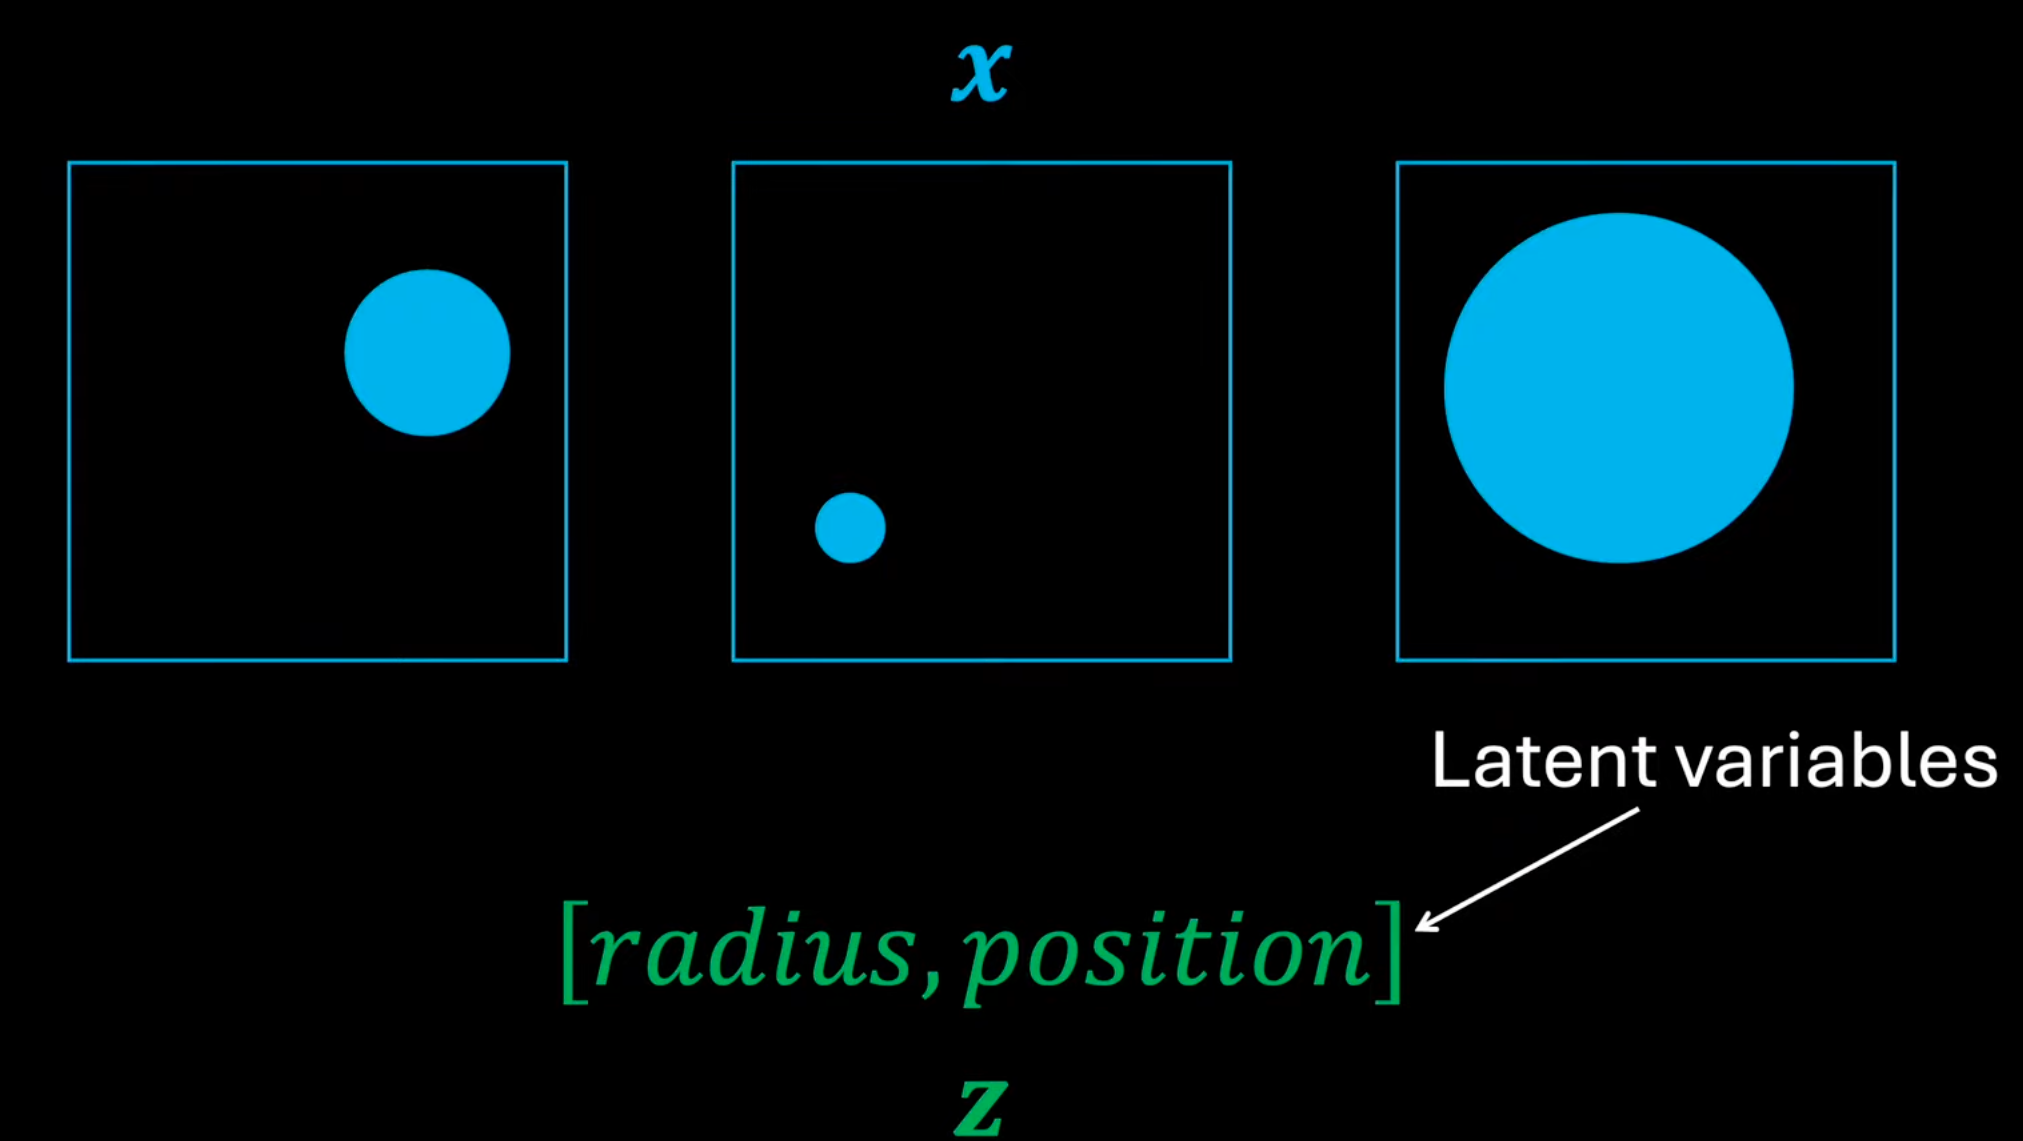 x
Latent variables
[radius, position]
z